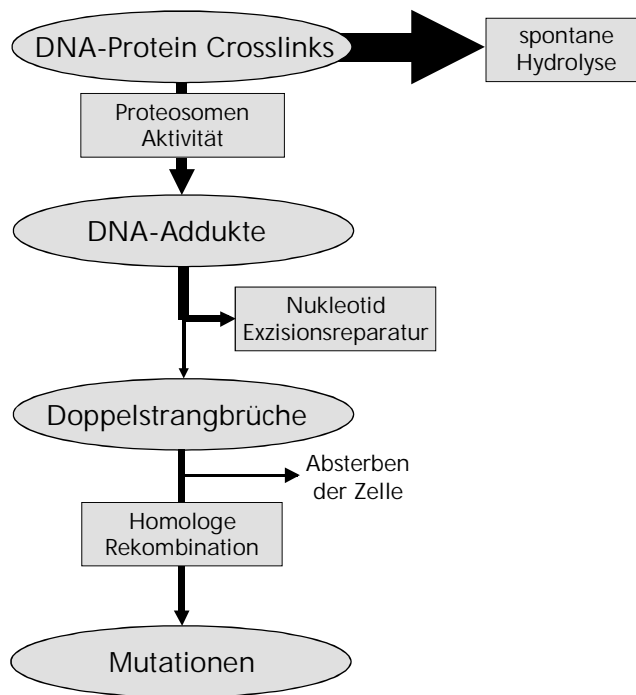 DNA-Protein Crosslinks
spontane
Hydrolyse
Proteosomen
Aktivität
DNA-Addukte
Nukleotid
Exzisionsreparatur
Doppelstrangbrüche
Absterben
der Zelle
Homologe
Rekombination
Mutationen